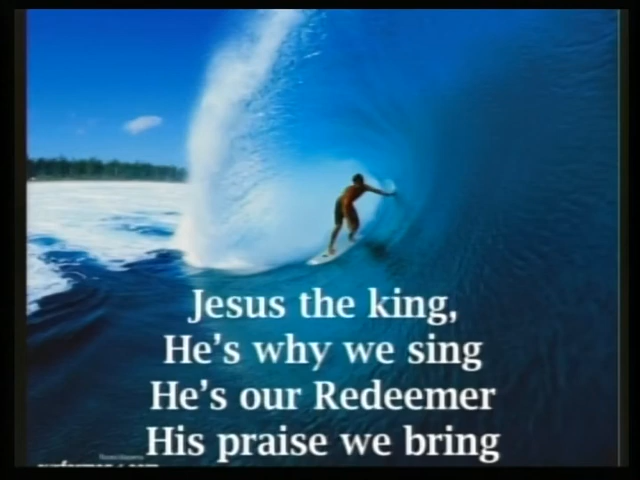 Jesus the king,
He's why we sing
He's our Redeemer
His praise we bring